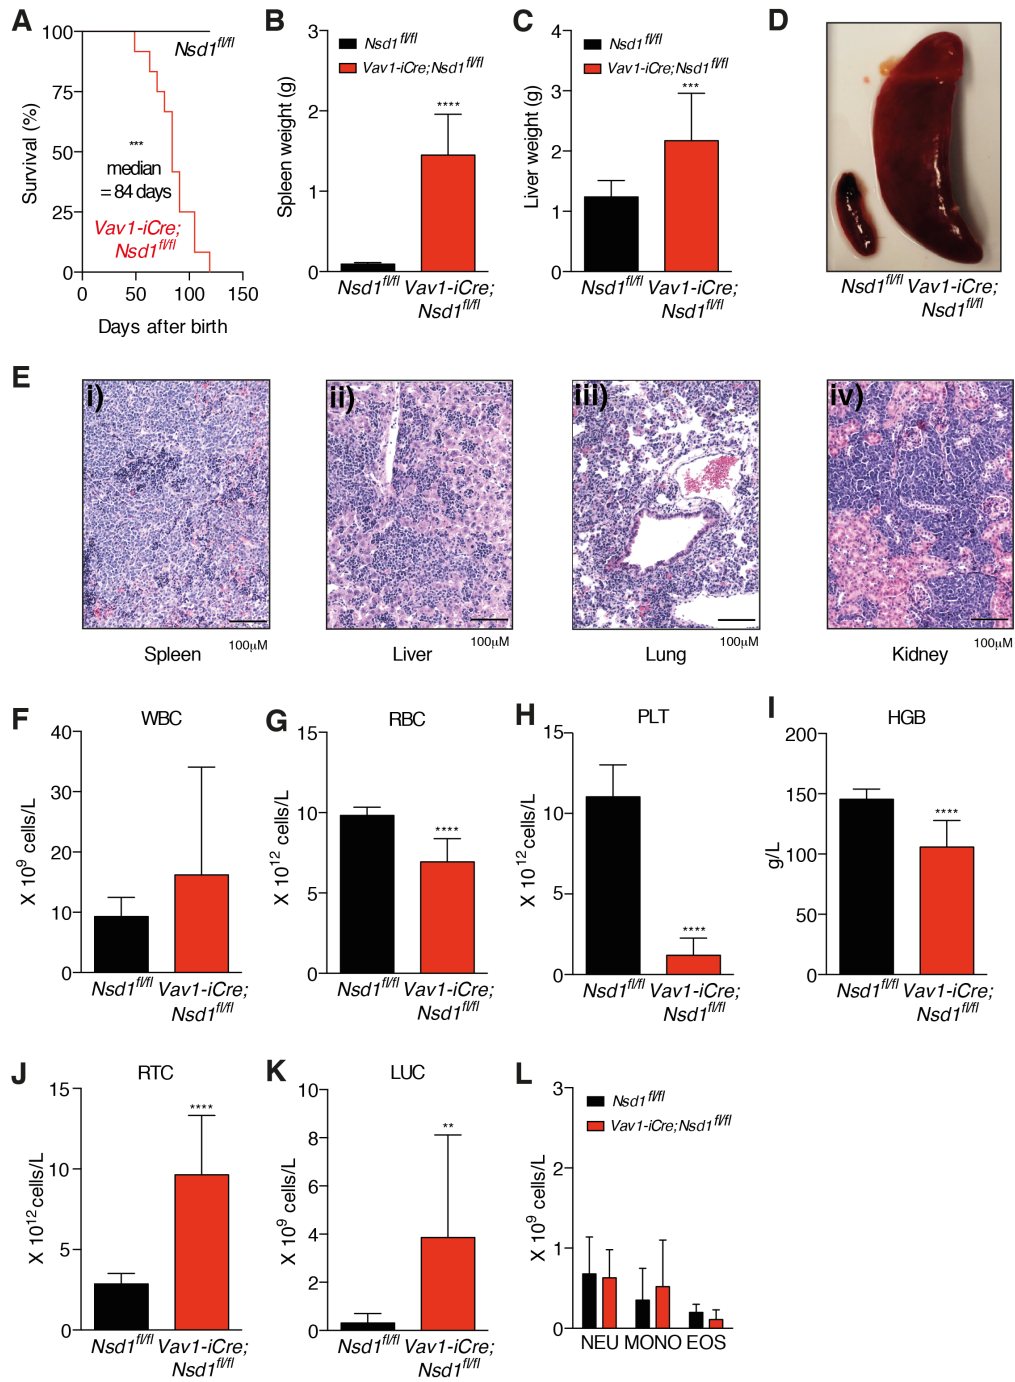 A
100
75
50
25
0
Survival (%)
Nsd1fl/fl
***
median
= 84 days
Vav1-iCre;
Nsd1fl/fl
0 50 100 150
Days after birth
B
3
2
1
0
Spleen weight (g)
Nsd1fl/fl
Vav1-iCre;Nsd1fl/fl
****
Nsd1fl/fl Vav1-iCre;
Nsd1fl/fl
C
4
3
2
1
0
Liver weight (g)
Nsd1fl/fl
Vav1-iCre;Nsd1fl/fl
***
Nsd1fl/fl Vav1-iCre;
Nsd1fl/fl
D
Nsd1fl/fl Vav1-iCre;
Nsd1fl/fl
E
i)
100μM
Spleen
ii)
100μM
Liver
iii)
100μM
Lung
iv)
100μM
Kidney
F
WBC
40
30
20
10
0
X 10⁹ cells/L
Nsd1fl/fl Vav1-iCre;
Nsd1fl/fl
G
RBC
15
10
5
0
X 10¹² cells/L
****
Nsd1fl/fl Vav1-iCre;
Nsd1fl/fl
H
PLT
15
10
5
0
X 10¹² cells/L
****
Nsd1fl/fl Vav1-iCre;
Nsd1fl/fl
I
HGB
200
150
100
50
0
g/L
****
Nsd1fl/fl Vav1-iCre;
Nsd1fl/fl
J
RTC
15
10
5
0
X 10¹² cells/L
****
Nsd1fl/fl Vav1-iCre;
Nsd1fl/fl
K
LUC
10
8
6
4
2
0
X 10⁹ cells/L
**
Nsd1fl/fl Vav1-iCre;
Nsd1fl/fl
L
3
2
1
0
X 10⁹ cells/L
Nsd1fl/fl
Vav1-iCre;Nsd1fl/fl
NEU MONO EOS